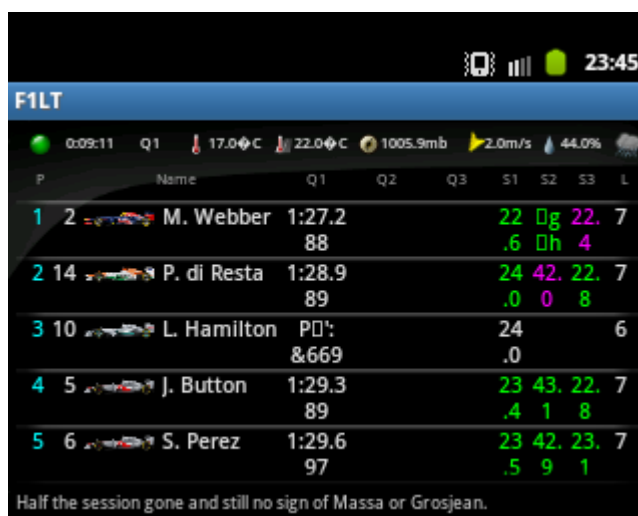 23:45
F1LT
0:09:11 Q1 17.0�C 22.0�C 1005.9mb 2.0m/s 44.0%
P Name Q1 Q2 Q3 S1 S2 S3 L
1 2 M. Webber 1:27.2 22 g 22. 7
88 .6 h 4
2 14 P. di Resta 1:28.9 24 42. 22. 7
89 .0 0 8
3 10 L. Hamilton P': 24 6
&669 .0
4 5 J. Button 1:29.3 23 43. 22. 7
89 .4 1 8
5 6 S. Perez 1:29.6 23 42. 23. 7
97 .5 9 1
Half the session gone and still no sign of Massa or Grosjean.